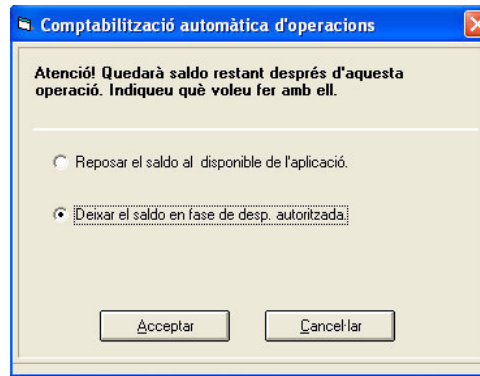 Comptabilització automàtica d'operacions
Atenció! Quedarà saldo restant després d'aquesta
operació. Indiqueu què voleu fer amb ell.
Reposar el saldo al disponible de l'aplicació.
Deixar el saldo en fase de desp. autoritzada.
Acceptar
Cancel·lar